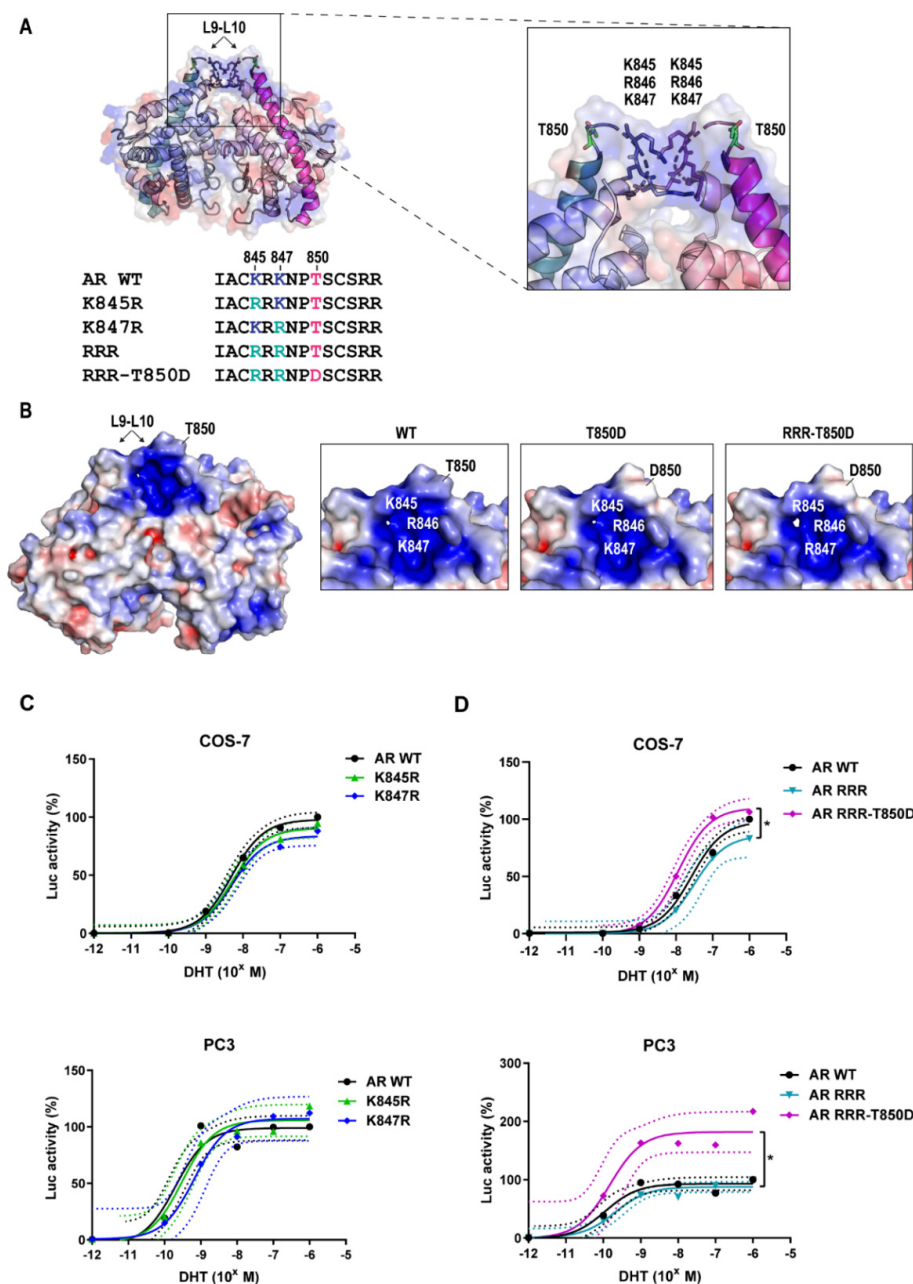 A
L9-L10
K845 K845
R846 R846
K847 K847
T850 T850
845 847 850
AR WT IACKRKNPTSCSRR
K845R IACRRKNPTSCSRR
K847R IACKRRNPTSCSRR
RRR IACRRRNPTSCSRR
RRR-T850D IACRRRNPDSCSRR
B
L9-L10 T850
WT
T850
K845
R846
K847
T850D
D850
K845
R846
K847
RRR-T850D
D850
R845
R846
R847
C
COS-7
Luc activity (%)
150
100
50
0
-12 -10 -9 -8 -7 -6 -5
DHT (10ˣ M)
AR WT
K845R
K847R
PC3
Luc activity (%)
150
100
50
0
-12 -10 -9 -8 -7 -6 -5
DHT (10ˣ M)
AR WT
K845R
K847R
D
COS-7
Luc activity (%)
150
100
50
0
-12 -10 -9 -8 -7 -6 -5
DHT (10ˣ M)
AR WT
AR RRR
AR RRR-T850D
*
PC3
Luc activity (%)
300
200
100
0
-12 -10 -9 -8 -7 -6 -5
DHT (10ˣ M)
AR WT
AR RRR
AR RRR-T850D
*